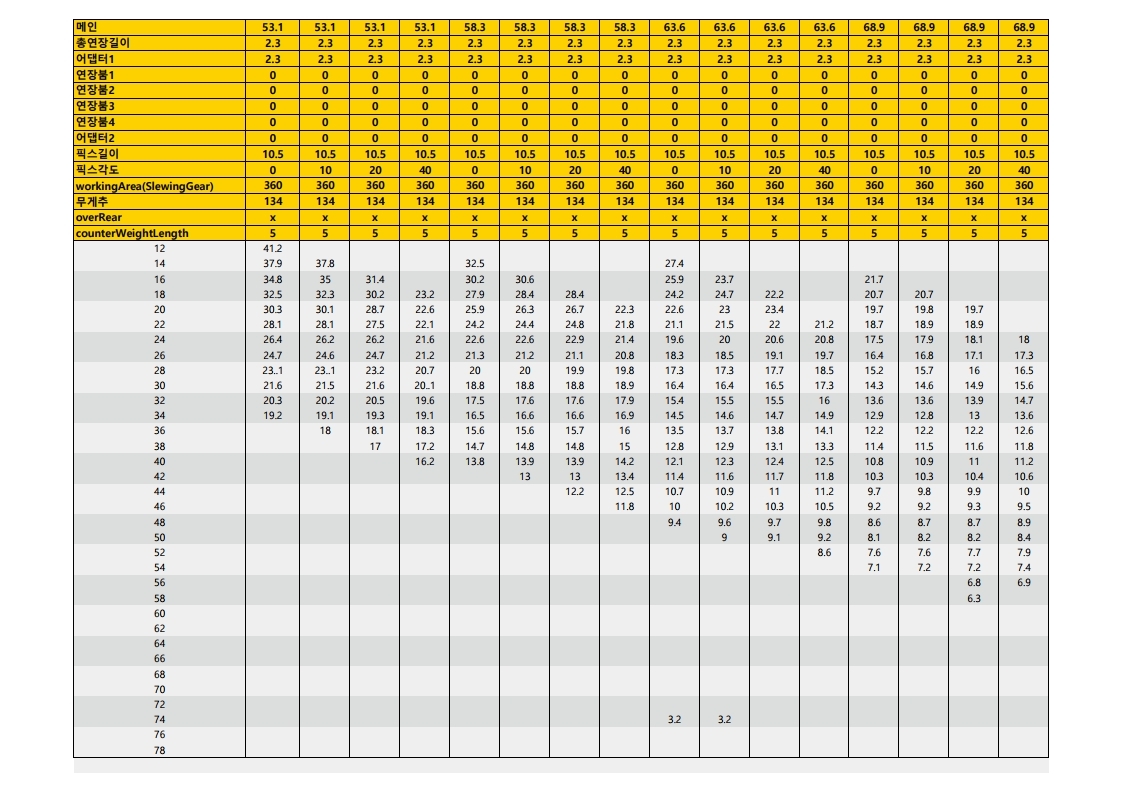 메인 53.1 53.1 53.1 53.1 58.3 58.3 58.3 58.3 63.6 63.6 63.6 63.6 68.9 68.9 68.9 68.9
총연장길이 2.3 2.3 2.3 2.3 2.3 2.3 2.3 2.3 2.3 2.3 2.3 2.3 2.3 2.3 2.3 2.3
어댑터1 2.3 2.3 2.3 2.3 2.3 2.3 2.3 2.3 2.3 2.3 2.3 2.3 2.3 2.3 2.3 2.3
연장붐1 0 0 0 0 0 0 0 0 0 0 0 0 0 0 0 0
연장붐2 0 0 0 0 0 0 0 0 0 0 0 0 0 0 0 0
연장붐3 0 0 0 0 0 0 0 0 0 0 0 0 0 0 0 0
연장붐4 0 0 0 0 0 0 0 0 0 0 0 0 0 0 0 0
어댑터2 0 0 0 0 0 0 0 0 0 0 0 0 0 0 0 0
픽스길이 10.5 10.5 10.5 10.5 10.5 10.5 10.5 10.5 10.5 10.5 10.5 10.5 10.5 10.5 10.5 10.5
픽스각도 0 10 20 40 0 10 20 40 0 10 20 40 0 10 20 40
workingArea(SlewingGear) 360 360 360 360 360 360 360 360 360 360 360 360 360 360 360 360
무게추 134 134 134 134 134 134 134 134 134 134 134 134 134 134 134 134
overRear x x x x x x x x x x x x x x x x
counterWeightLength 5 5 5 5 5 5 5 5 5 5 5 5 5 5 5 5
12 41.2
14 37.9 37.8 32.5 27.4
16 34.8 35 31.4 30.2 30.6 25.9 23.7 21.7
18 32.5 32.3 30.2 23.2 27.9 28.4 28.4 24.2 24.7 22.2 20.7 20.7
20 30.3 30.1 28.7 22.6 25.9 26.3 26.7 22.3 22.6 23 23.4 19.7 19.8 19.7
22 28.1 28.1 27.5 22.1 24.2 24.4 24.8 21.8 21.1 21.5 22 21.2 18.7 18.9 18.9
24 26.4 26.2 26.2 21.6 22.6 22.6 22.9 21.4 19.6 20 20.6 20.8 17.5 17.9 18.1 18
26 24.7 24.6 24.7 21.2 21.3 21.2 21.1 20.8 18.3 18.5 19.1 19.7 16.4 16.8 17.1 17.3
28 23..1 23..1 23.2 20.7 20 20 19.9 19.8 17.3 17.3 17.7 18.5 15.2 15.7 16 16.5
30 21.6 21.5 21.6 20..1 18.8 18.8 18.8 18.9 16.4 16.4 16.5 17.3 14.3 14.6 14.9 15.6
32 20.3 20.2 20.5 19.6 17.5 17.6 17.6 17.9 15.4 15.5 15.5 16 13.6 13.6 13.9 14.7
34 19.2 19.1 19.3 19.1 16.5 16.6 16.6 16.9 14.5 14.6 14.7 14.9 12.9 12.8 13 13.6
36 18 18.1 18.3 15.6 15.6 15.7 16 13.5 13.7 13.8 14.1 12.2 12.2 12.2 12.6
38 17 17.2 14.7 14.8 14.8 15 12.8 12.9 13.1 13.3 11.4 11.5 11.6 11.8
40 16.2 13.8 13.9 13.9 14.2 12.1 12.3 12.4 12.5 10.8 10.9 11 11.2
42 13 13 13.4 11.4 11.6 11.7 11.8 10.3 10.3 10.4 10.6
44 12.2 12.5 10.7 10.9 11 11.2 9.7 9.8 9.9 10
46 11.8 10 10.2 10.3 10.5 9.2 9.2 9.3 9.5
48 9.4 9.6 9.7 9.8 8.6 8.7 8.7 8.9
50 9 9.1 9.2 8.1 8.2 8.2 8.4
52 8.6 7.6 7.6 7.7 7.9
54 7.1 7.2 7.2 7.4
56 6.8 6.9
58 6.3
60
62
64
66
68
70
72
74 3.2 3.2
76
78